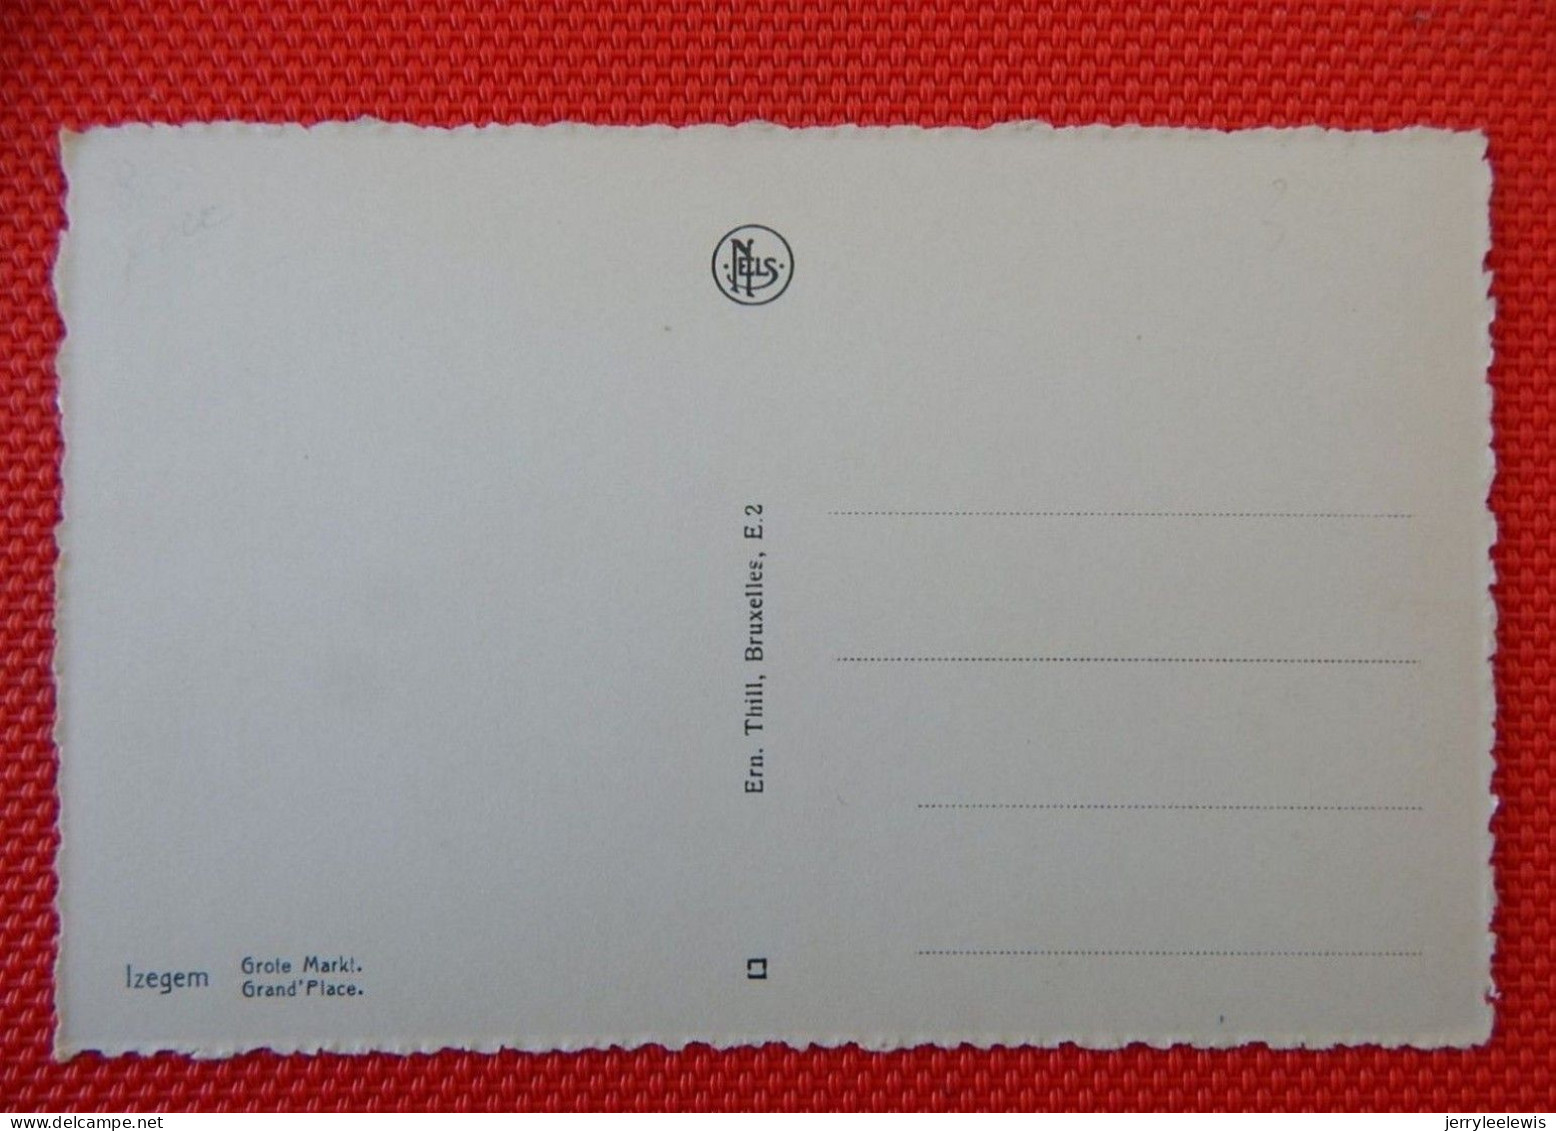 NELS
Ern. Thill, Bruxelles, E.2
Izegem
Grote Markt.
Grand'Place.
www.delcampe.net
jerryleelewis